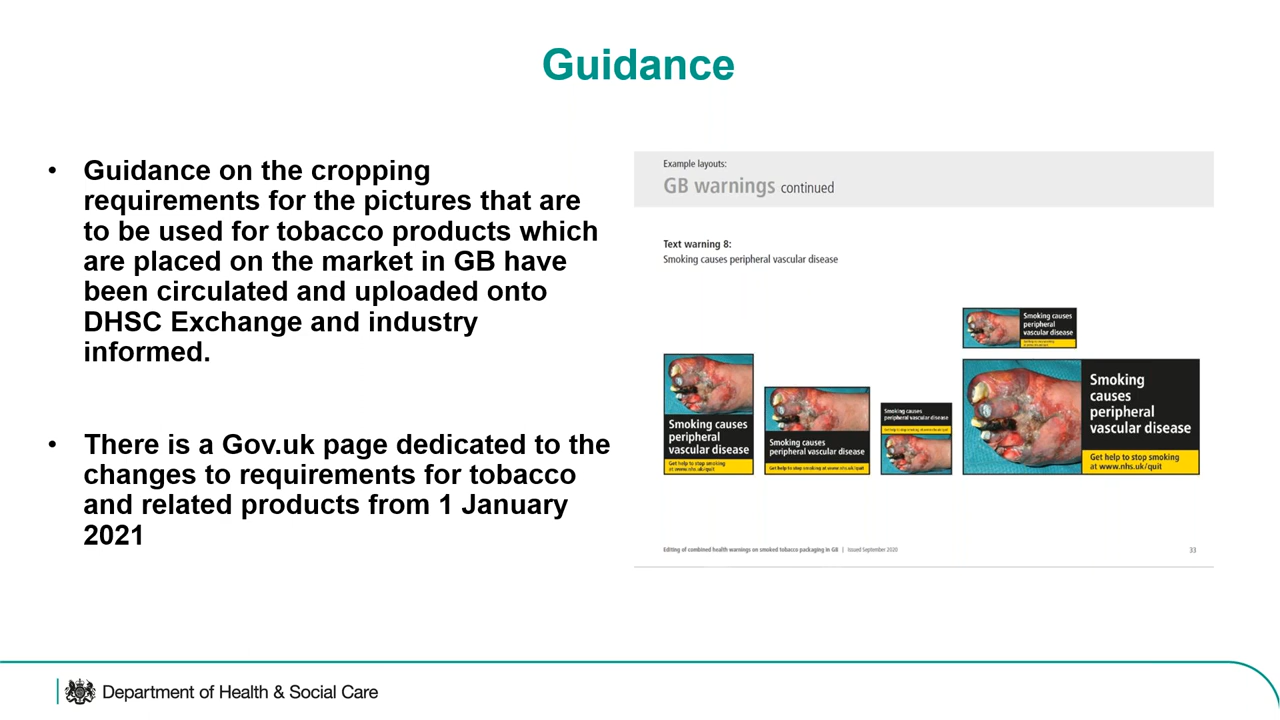 Guidance
• Guidance on the cropping
requirements for the pictures that are
to be used for tobacco products which
are placed on the market in GB have
been circulated and uploaded onto
DHSC Exchange and industry
informed.
• There is a Gov.uk page dedicated to the
changes to requirements for tobacco
and related products from 1 January
2021
Example layouts:
GB warnings continued
Text warning 8:
Smoking causes peripheral vascular disease
Smoking causes
peripheral
vascular disease
Get help to stop smoking
at www.nhs.uk/quit
Smoking causes
peripheral vascular disease
Get help to stop smoking at www.nhs.uk/quit
Smoking causes
peripheral vascular disease
Get help to stop smoking at www.nhs.uk/quit
Smoking causes
peripheral
vascular disease
Smoking
causes
peripheral
vascular disease
Get help to stop smoking
at www.nhs.uk/quit
Editing of combined health warnings on smoked tobacco packaging in GB | Issued September 2020
33
Department of Health & Social Care